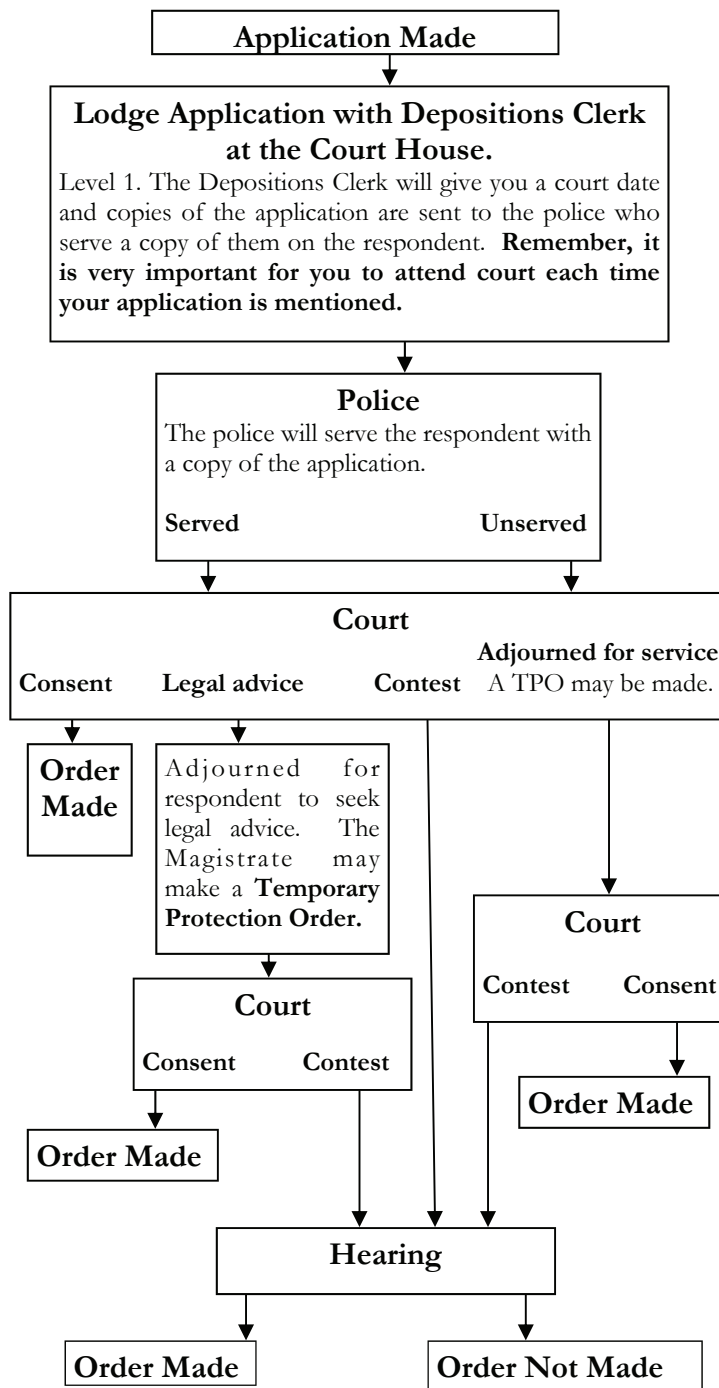 Application Made
Lodge Application with Depositions Clerk
at the Court House.
Level 1. The Depositions Clerk will give you a court date
and copies of the application are sent to the police who
serve a copy of them on the respondent. Remember, it
is very important for you to attend court each time
your application is mentioned.
Police
The police will serve the respondent with
a copy of the application.
Served Unserved
Court
Adjourned for service
Consent Legal advice Contest A TPO may be made.
Order
Made
Adjourned for
respondent to seek
legal advice. The
Magistrate may
make a Temporary
Protection Order.
Court
Contest Consent
Court
Consent Contest
Order Made
Order Made
Hearing
Order Made Order Not Made